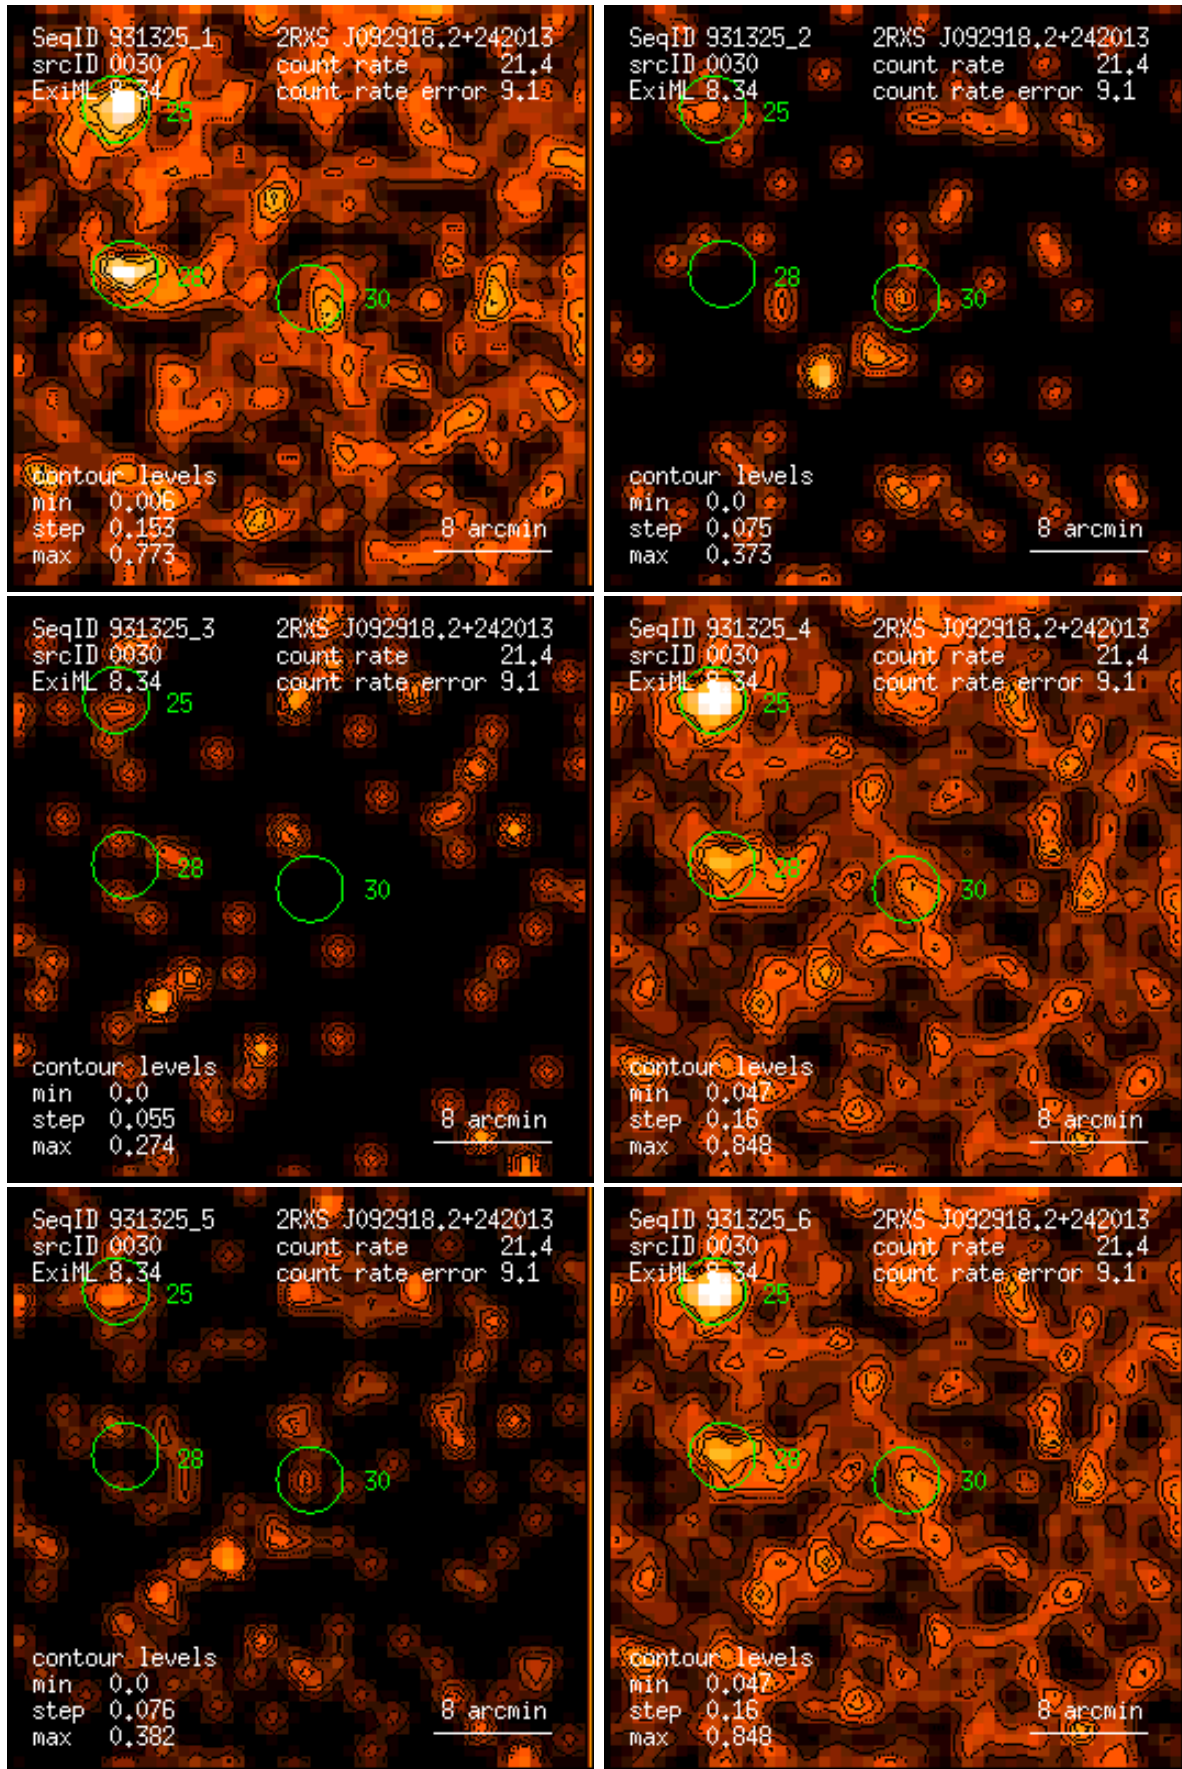 SeqID 931325_1 2RXS J092918.2+242013
srcID 0030 count rate 21.4
ExiML 8.34 count rate error 9.1
25
28
30
contour levels
min 0.006
step 0.153
max 0.773
8 arcmin
SeqID 931325_2 2RXS J092918.2+242013
srcID 0030 count rate 21.4
ExiML 8.34 count rate error 9.1
25
28
30
contour levels
min 0.0
step 0.075
max 0.373
8 arcmin
SeqID 931325_3 2RXS J092918.2+242013
srcID 0030 count rate 21.4
ExiML 8.34 count rate error 9.1
25
28
30
contour levels
min 0.0
step 0.055
max 0.274
8 arcmin
SeqID 931325_4 2RXS J092918.2+242013
srcID 0030 count rate 21.4
ExiML 8.34 count rate error 9.1
25
28
30
contour levels
min 0.047
step 0.16
max 0.848
8 arcmin
SeqID 931325_5 2RXS J092918.2+242013
srcID 0030 count rate 21.4
ExiML 8.34 count rate error 9.1
25
28
30
contour levels
min 0.0
step 0.076
max 0.382
8 arcmin
SeqID 931325_6 2RXS J092918.2+242013
srcID 0030 count rate 21.4
ExiML 8.34 count rate error 9.1
25
28
30
contour levels
min 0.047
step 0.16
max 0.848
8 arcmin